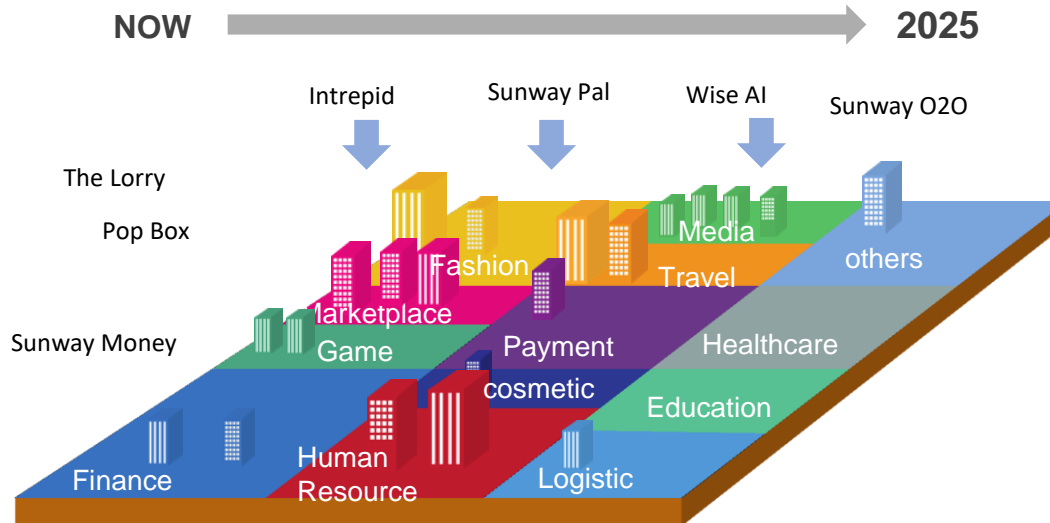 NOW
2025
Intrepid
Sunway Pal
Wise AI
Sunway O2O
The Lorry
Pop Box
Media
Fashion
Travel
others
Marketplace
Sunway Money
Game
Payment
Healthcare
cosmetic
Education
Finance
Human
Resource
Logistic